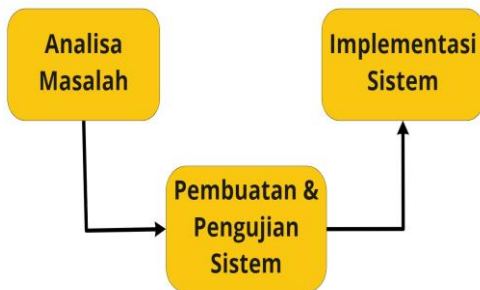 Analisa
Masalah
Implementasi
Sistem
Pembuatan &
Pengujian
Sistem